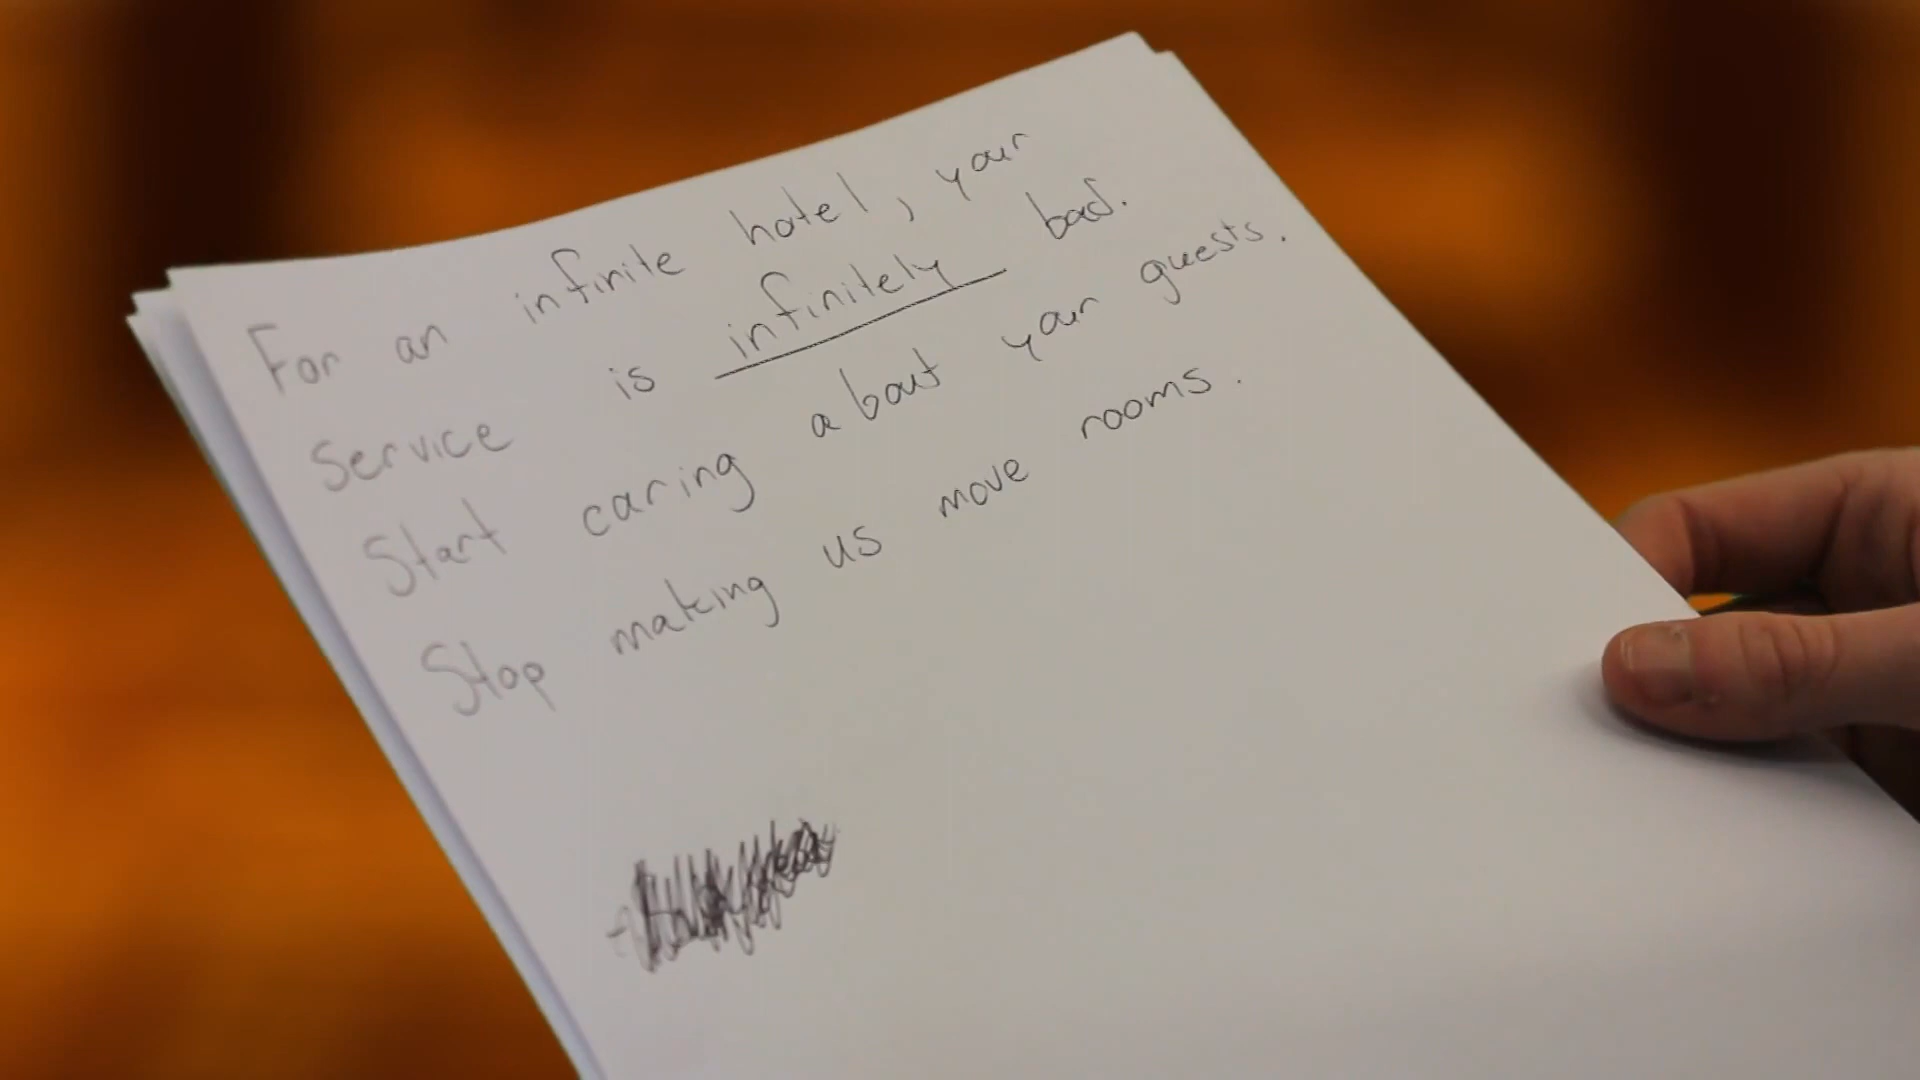 For an infinite hotel, your
service is infinitely bad.
Start caring about your guests.
Stop making us move rooms.